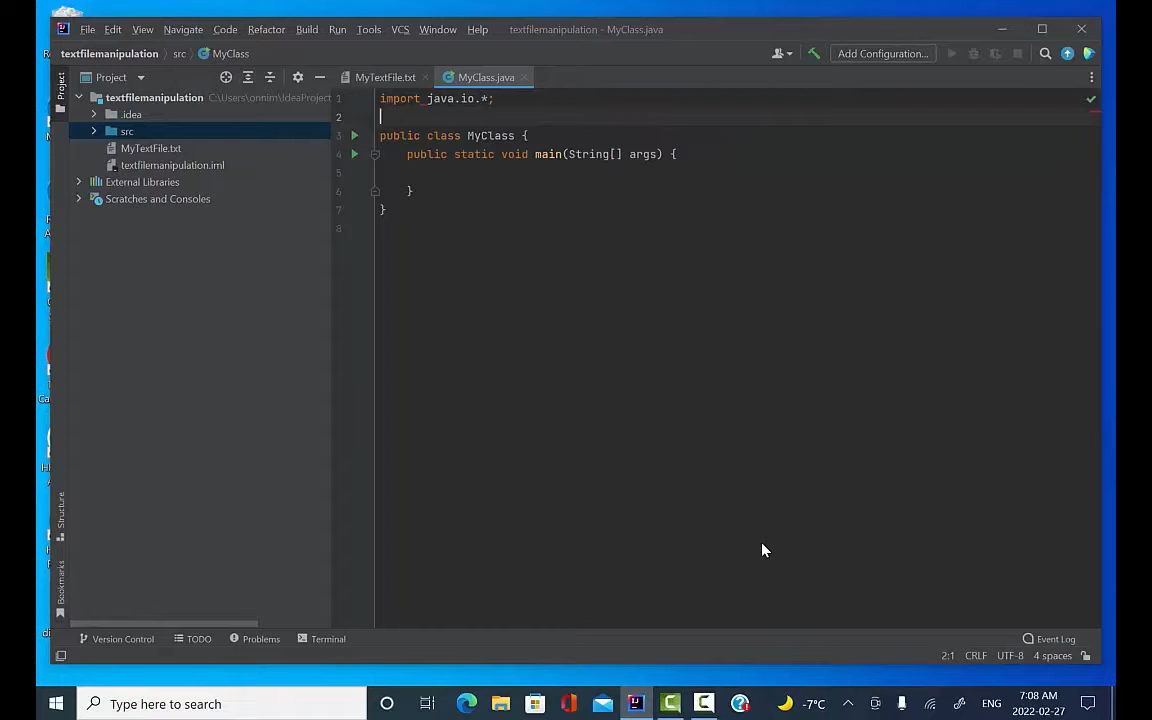 File Edit View Navigate Code Refactor Build Run Tools VCS Window Help textfilemanipulation - MyClass.java
textfilemanipulation src MyClass Add Configuration...
Project MyTextFile.txt MyClass.java
Project
textfilemanipulation C:\Users\onnim\IdeaProject
.idea
src
MyTextFile.txt
textfilemanipulation.iml
External Libraries
Scratches and Consoles
1 import java.io.*;
2
3 public class MyClass {
4 public static void main(String[] args) {
5
6 }
7 }
8
Structure
Bookmarks
Version Control TODO Problems Terminal Event Log
2:1 CRLF UTF-8 4 spaces
Type here to search -7°C ENG 7:08 AM
2022-02-27